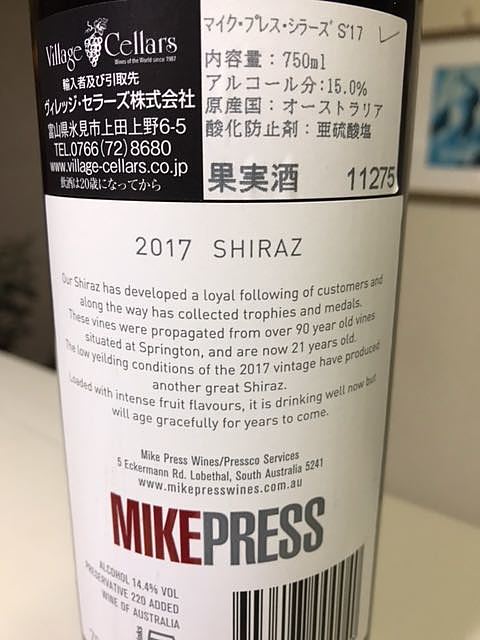 Village Cellars
Wines of the World since 1987
輸入者及び引取先
ヴィレッジ・セラーズ株式会社
富山県氷見市上田上野6-5
TEL.0766(72)8680
www.village-cellars.co.jp
飲酒は20歳になってから
マイク・プレス・シラーズ S'17
内容量：750ml
アルコール分：15.0%
原産国：オーストラリア
酸化防止剤：亜硫酸塩
果実酒 11275
2017 SHIRAZ
Our Shiraz has developed a loyal following of customers and
along the way has collected trophies and medals.
These vines were propagated from over 90 year old vines
situated at Springton, and are now 21 years old.
The low yeilding conditions of the 2017 vintage have produced
another great Shiraz.
Loaded with intense fruit flavours, it is drinking well now but
will age gracefully for years to come.
Mike Press Wines/Pressco Services
5 Eckermann Rd. Lobethal, South Australia 5241
www.mikepresswines.com.au
MIKEPRESS
ALCOHOL 14.4% VOL
PRESERVATIVE 220 ADDED
WINE OF AUSTRALIA